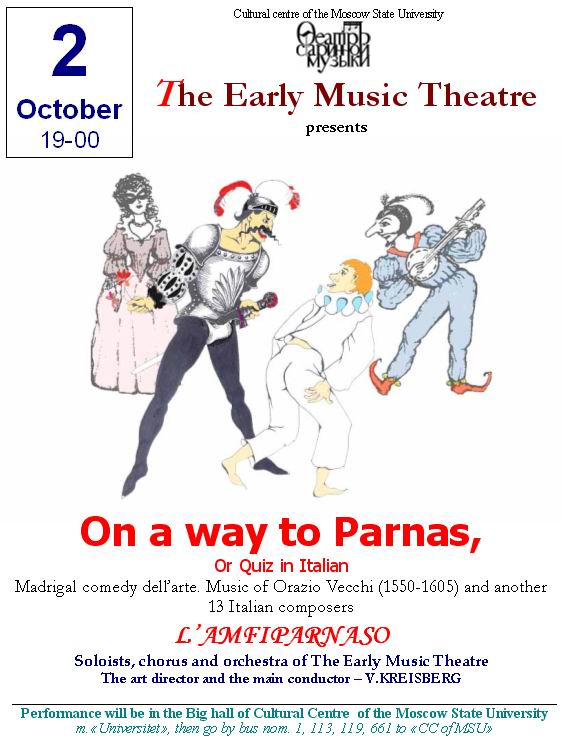 2
October
19-00
Cultural centre of the Moscow State University
Театръ
старинной
музыки
The Early Music Theatre
presents
On a way to Parnas,
Or Quiz in Italian
Madrigal comedy dell'arte. Music of Orazio Vecchi (1550-1605) and another
13 Italian composers
L'AMFIPARNASO
Soloists, chorus and orchestra of The Early Music Theatre
The art director and the main conductor – V.KREISBERG
Performance will be in the Big hall of Cultural Centre of the Moscow State University
m. «Universitet», then go by bus nom. 1, 113, 119, 661 to «CC of MSU»